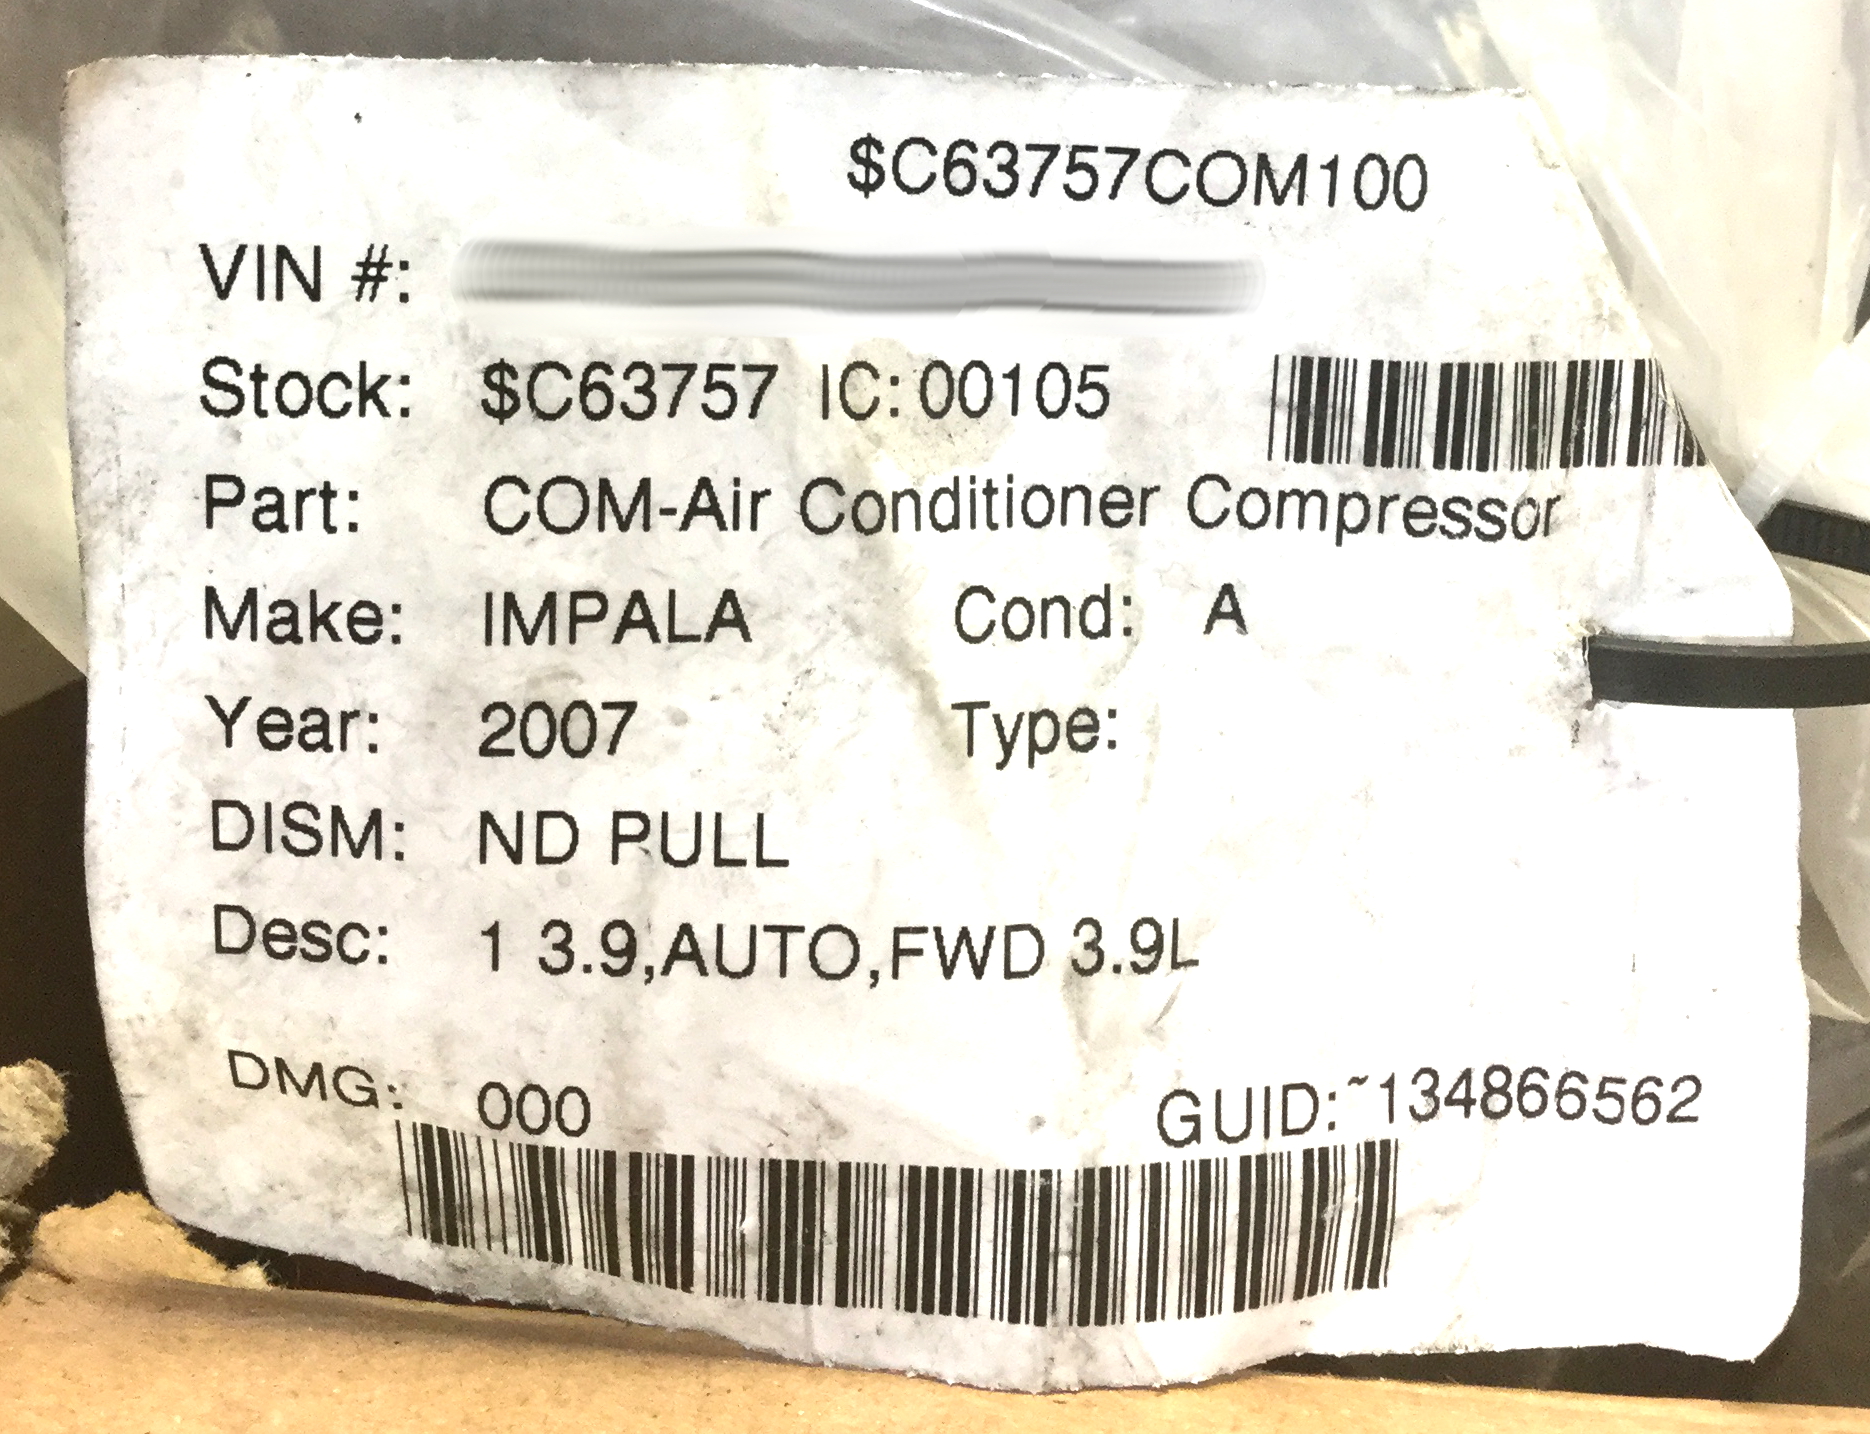 $C63757COM100
VIN #:
Stock: $C63757 IC: 00105
Part: COM-Air Conditioner Compressor
Make: IMPALA Cond: A
Year: 2007 Type:
DISM: ND PULL
Desc: 1 3.9,AUTO,FWD 3.9L
DMG: 000 GUID:~134866562